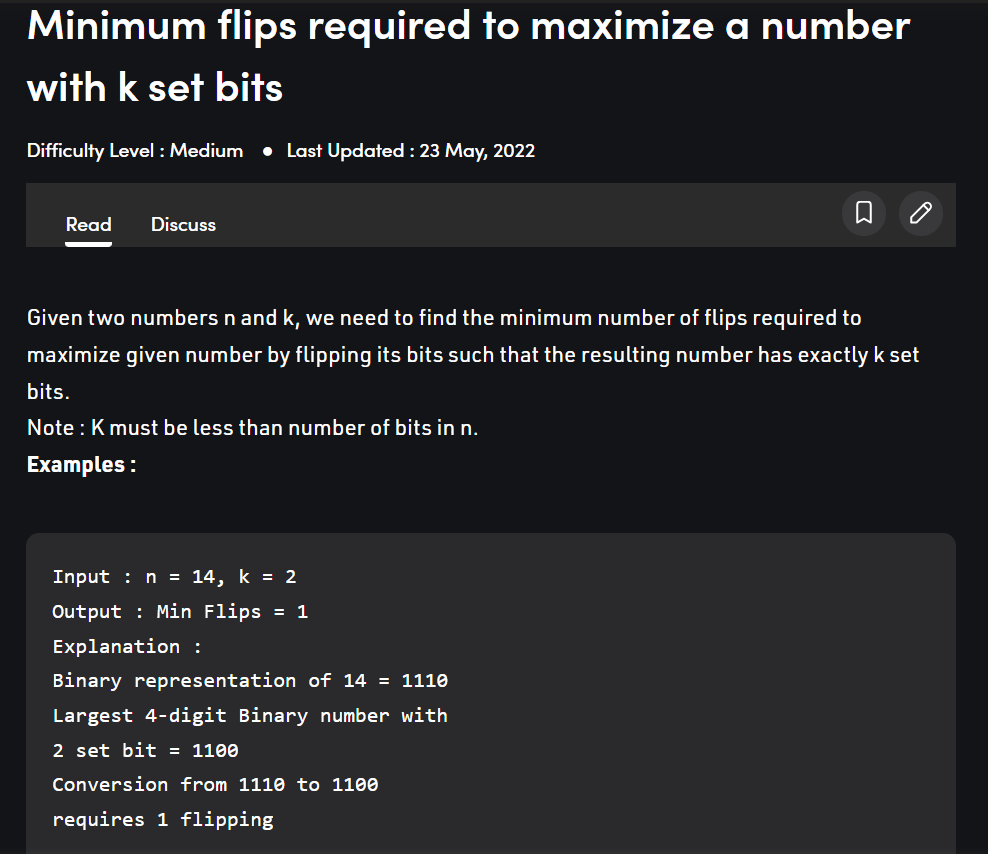 Minimum flips required to maximize a number
with k set bits
Difficulty Level : Medium ● Last Updated : 23 May, 2022
Read Discuss
Given two numbers n and k, we need to find the minimum number of flips required to
maximize given number by flipping its bits such that the resulting number has exactly k set
bits.
Note : K must be less than number of bits in n.
Examples :
Input : n = 14, k = 2
Output : Min Flips = 1
Explanation :
Binary representation of 14 = 1110
Largest 4-digit Binary number with
2 set bit = 1100
Conversion from 1110 to 1100
requires 1 flipping